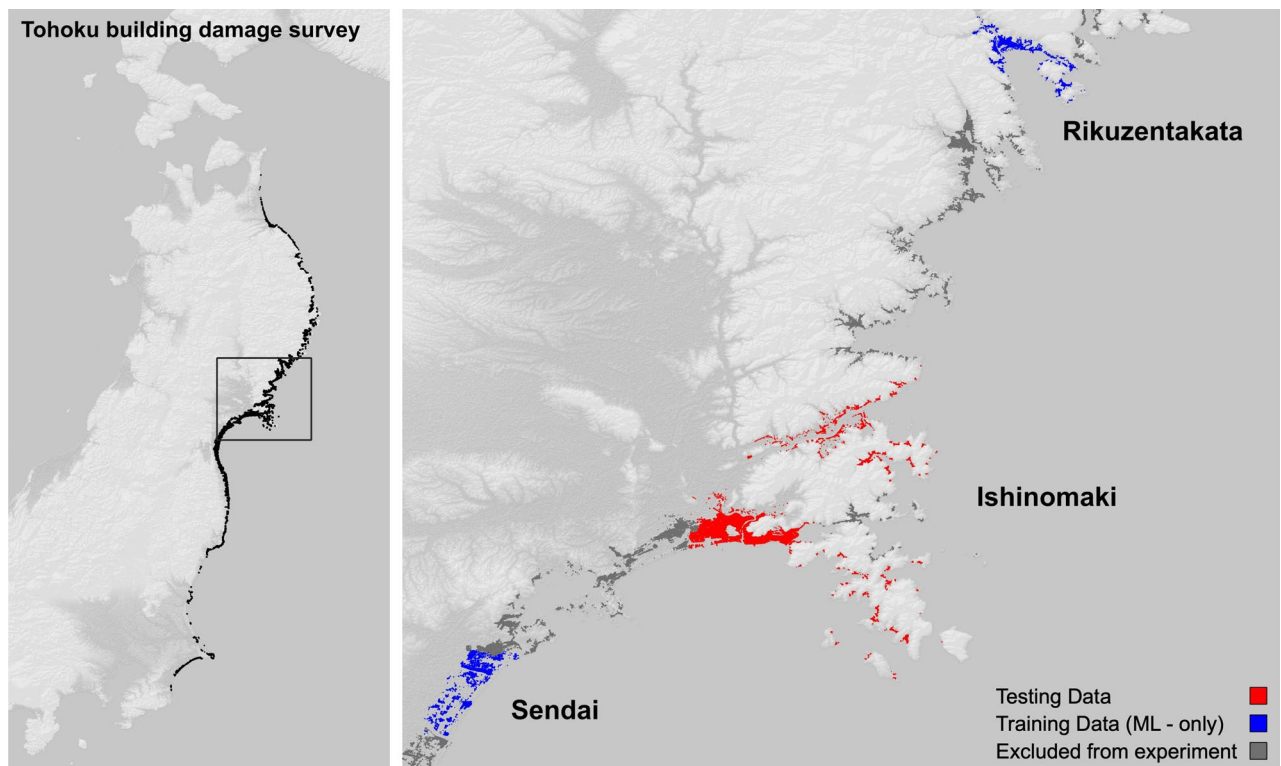 Tohoku building damage survey
Rikuzentakata
Ishinomaki
Sendai
Testing Data
Training Data (ML - only)
Excluded from experiment